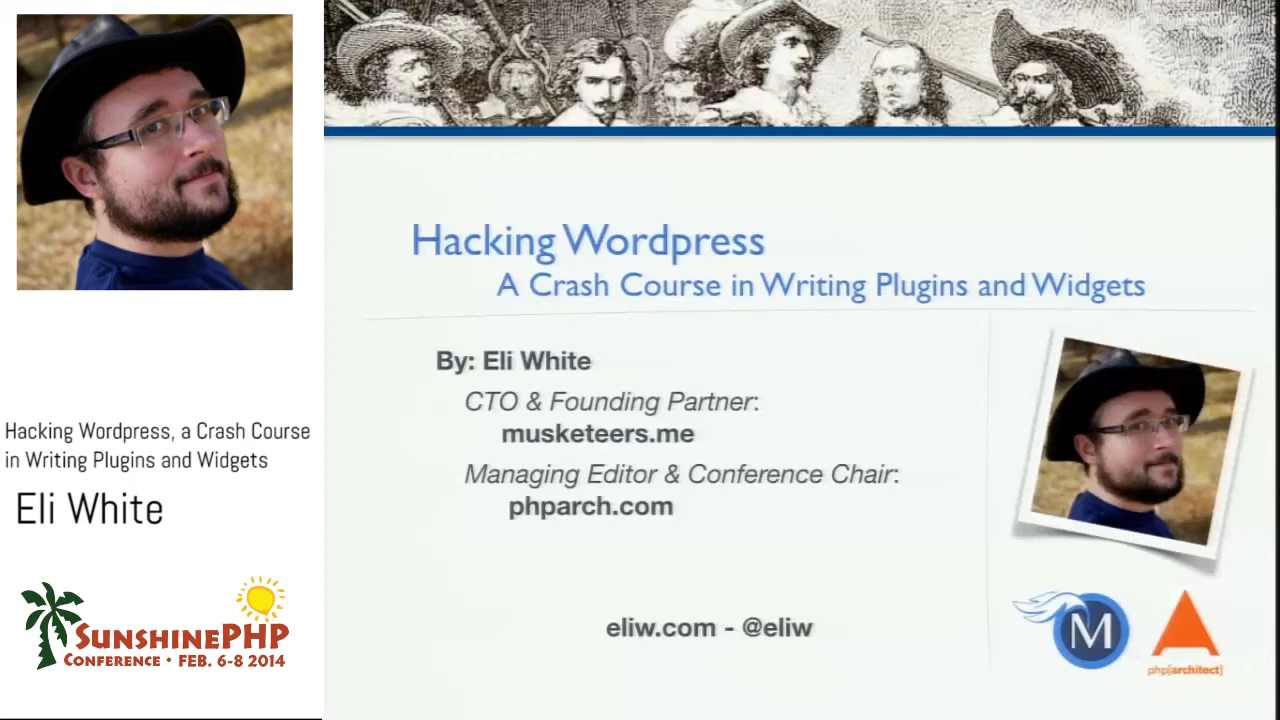 Hacking Wordpress, a Crash Course
in Writing Plugins and Widgets
Eli White
SUNSHINEPHP
CONFERENCE • FEB. 6-8 2014
Hacking Wordpress
A Crash Course in Writing Plugins and Widgets
By: Eli White
CTO & Founding Partner:
musketeers.me
Managing Editor & Conference Chair:
phparch.com
eliw.com - @eliw
M
php[architect]